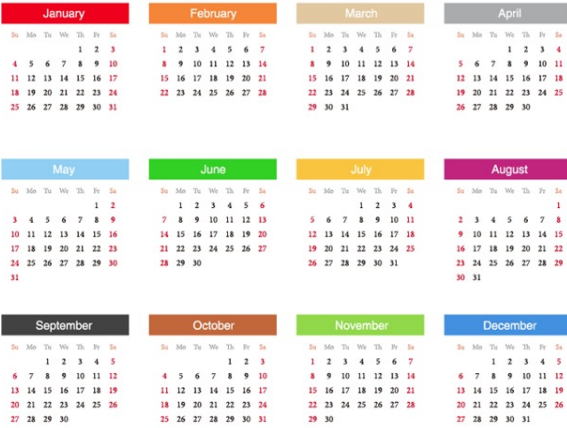 January February March April
Su Mo Tu We Th Fr Sa Su Mo Tu We Th Fr Sa Su Mo Tu We Th Fr Sa Su Mo Tu We Th Fr Sa
1 2 3 1 2 3 4 5 6 7 1 2 3 4 5 6 7 1 2 3 4
4 5 6 7 8 9 10 8 9 10 11 12 13 14 8 9 10 11 12 13 14 5 6 7 8 9 10 11
11 12 13 14 15 16 17 15 16 17 18 19 20 21 15 16 17 18 19 20 21 12 13 14 15 16 17 18
18 19 20 21 22 23 24 22 23 24 25 26 27 28 22 23 24 25 26 27 28 19 20 21 22 23 24 25
25 26 27 28 29 30 31 29 30 31 26 27 28 29 30
May June July August
Su Mo Tu We Th Fr Sa Su Mo Tu We Th Fr Sa Su Mo Tu We Th Fr Sa Su Mo Tu We Th Fr Sa
1 2 1 2 3 4 5 6 1 2 3 4 1
3 4 5 6 7 8 9 7 8 9 10 11 12 13 5 6 7 8 9 10 11 2 3 4 5 6 7 8
10 11 12 13 14 15 16 14 15 16 17 18 19 20 12 13 14 15 16 17 18 9 10 11 12 13 14 15
17 18 19 20 21 22 23 21 22 23 24 25 26 27 19 20 21 22 23 24 25 16 17 18 19 20 21 22
24 25 26 27 28 29 30 28 29 30 26 27 28 29 30 31 23 24 25 26 27 28 29
31 30 31
September October November December
Su Mo Tu We Th Fr Sa Su Mo Tu We Th Fr Sa Su Mo Tu We Th Fr Sa Su Mo Tu We Th Fr Sa
1 2 3 4 5 1 2 3 1 2 3 4 5 6 7 1 2 3 4 5
6 7 8 9 10 11 12 4 5 6 7 8 9 10 8 9 10 11 12 13 14 6 7 8 9 10 11 12
13 14 15 16 17 18 19 11 12 13 14 15 16 17 15 16 17 18 19 20 21 13 14 15 16 17 18 19
20 21 22 23 24 25 26 18 19 20 21 22 23 24 22 23 24 25 26 27 28 20 21 22 23 24 25 26
27 28 29 30 25 26 27 28 29 30 31 29 30 27 28 29 30 31